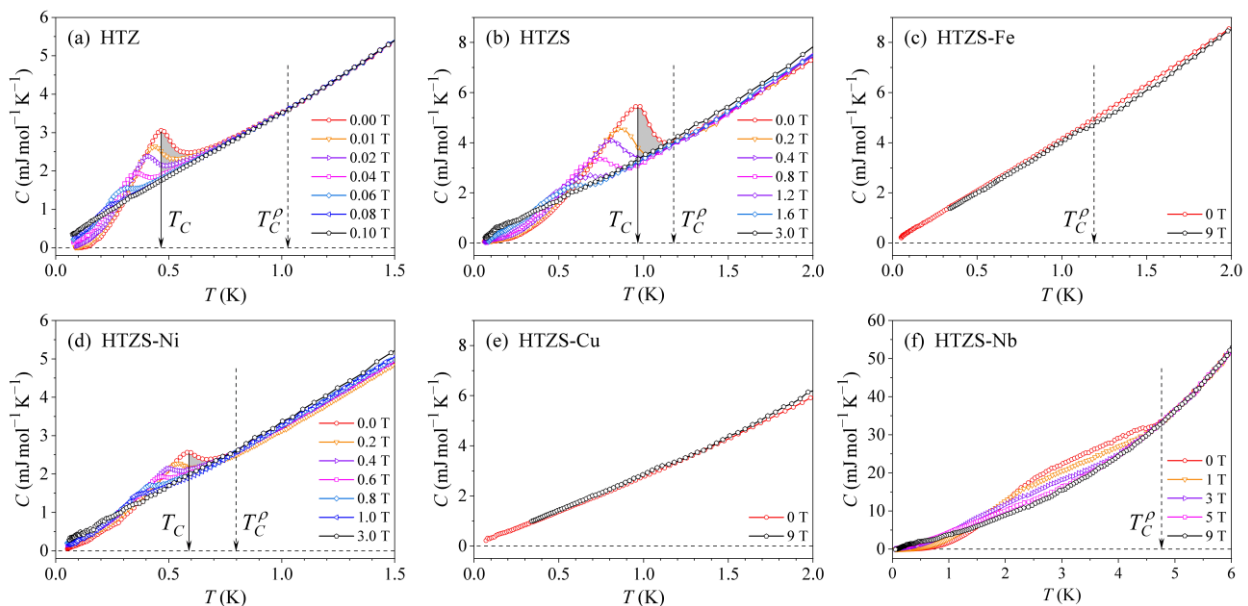 (a) HTZ
C (mJ mol⁻¹ K⁻¹)
6
5
4
3
2
1
0
0.00 T
0.01 T
0.02 T
0.04 T
0.06 T
0.08 T
0.10 T
T_C
T_C^ρ
0.0
0.5
1.0
1.5
T (K)
(b) HTZS
C (mJ mol⁻¹ K⁻¹)
8
6
4
2
0
0.0 T
0.2 T
0.4 T
0.8 T
1.2 T
1.6 T
3.0 T
T_C
T_C^ρ
0.0
0.5
1.0
1.5
2.0
T (K)
(c) HTZS-Fe
C (mJ mol⁻¹ K⁻¹)
8
6
4
2
0
T_C^ρ
0 T
9 T
0.0
0.5
1.0
1.5
2.0
T (K)
(d) HTZS-Ni
C (mJ mol⁻¹ K⁻¹)
6
5
4
3
2
1
0
0.0 T
0.2 T
0.4 T
0.6 T
0.8 T
1.0 T
3.0 T
T_C
T_C^ρ
0.0
0.5
1.0
1.5
T (K)
(e) HTZS-Cu
C (mJ mol⁻¹ K⁻¹)
8
6
4
2
0
0 T
9 T
0.0
0.5
1.0
1.5
2.0
T (K)
(f) HTZS-Nb
C (mJ mol⁻¹ K⁻¹)
60
50
40
30
20
10
0
0 T
1 T
3 T
5 T
9 T
T_C^ρ
0
1
2
3
4
5
6
T (K)